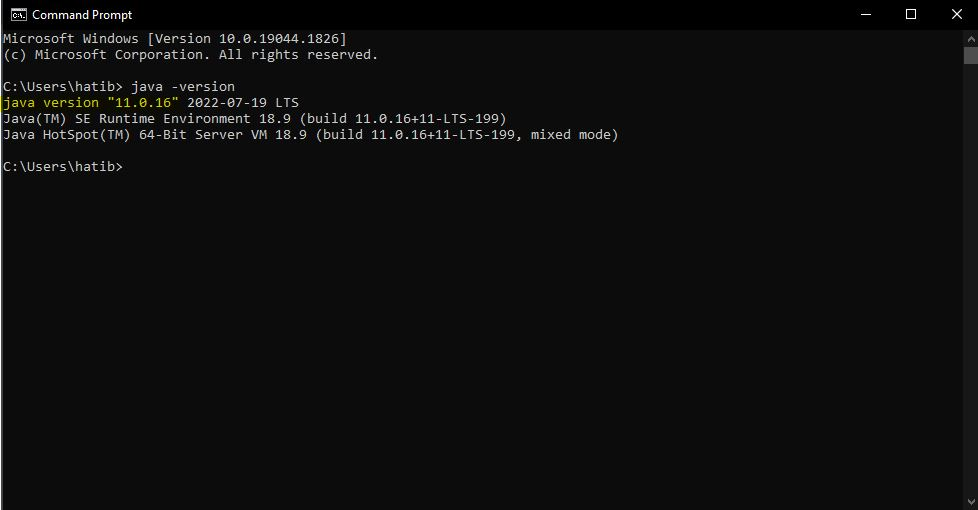 Command Prompt
Microsoft Windows [Version 10.0.19044.1826]
(c) Microsoft Corporation. All rights reserved.
C:\Users\hatib> java -version
java version "11.0.16" 2022-07-19 LTS
Java(TM) SE Runtime Environment 18.9 (build 11.0.16+11-LTS-199)
Java HotSpot(TM) 64-Bit Server VM 18.9 (build 11.0.16+11-LTS-199, mixed mode)
C:\Users\hatib>